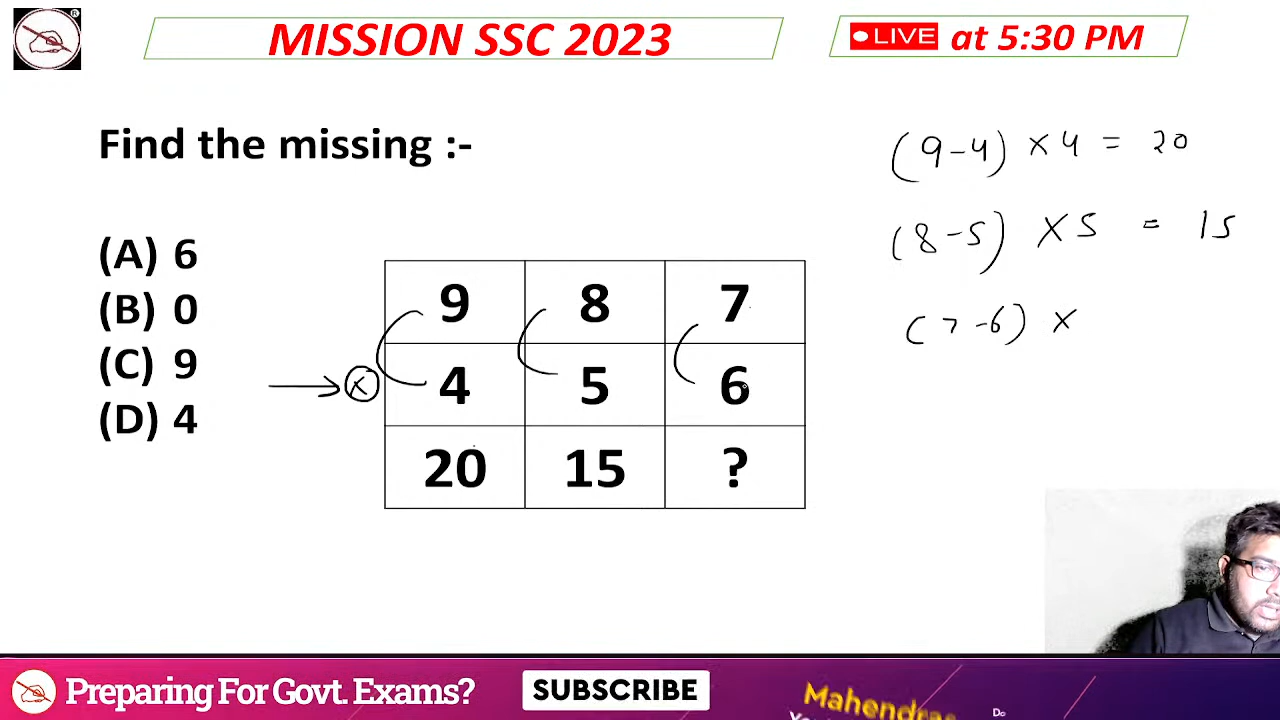 MISSION SSC 2023
LIVE at 5:30 PM
Find the missing :-
(A) 6
(B) 0
(C) 9
(D) 4
9 8 7
→ × 4 5 6
20 15 ?
(9-4) × 4 = 20
(8-5) × 5 = 15
(7-6) ×
Preparing For Govt. Exams?
SUBSCRIBE
Mahendras
Do